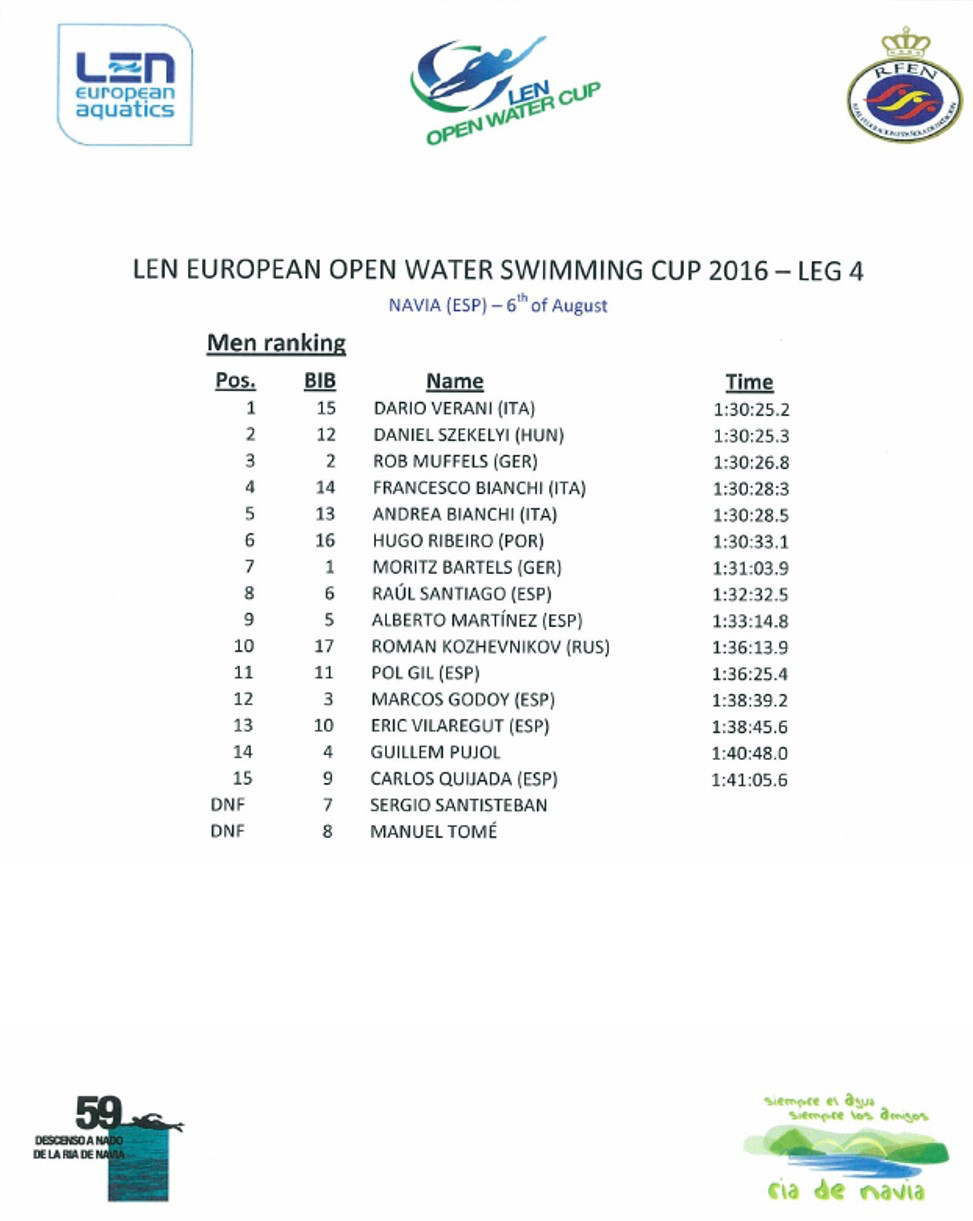 LEN
european
aquatics
LEN
OPEN WATER CUP
R.F.E.N
LEN EUROPEAN OPEN WATER SWIMMING CUP 2016 – LEG 4
NAVIA (ESP) – 6th of August
Men ranking
Pos. BIB Name Time
1 15 DARIO VERANI (ITA) 1:30:25.2
2 12 DANIEL SZEKELYI (HUN) 1:30:25.3
3 2 ROB MUFFELS (GER) 1:30:26.8
4 14 FRANCESCO BIANCHI (ITA) 1:30:28:3
5 13 ANDREA BIANCHI (ITA) 1:30:28.5
6 16 HUGO RIBEIRO (POR) 1:30:33.1
7 1 MORITZ BARTELS (GER) 1:31:03.9
8 6 RAÚL SANTIAGO (ESP) 1:32:32.5
9 5 ALBERTO MARTÍNEZ (ESP) 1:33:14.8
10 17 ROMAN KOZHEVNIKOV (RUS) 1:36:13.9
11 11 POL GIL (ESP) 1:36:25.4
12 3 MARCOS GODOY (ESP) 1:38:39.2
13 10 ERIC VILAREGUT (ESP) 1:38:45.6
14 4 GUILLEM PUJOL 1:40:48.0
15 9 CARLOS QUIJADA (ESP) 1:41:05.6
DNF 7 SERGIO SANTISTEBAN
DNF 8 MANUEL TOMÉ
59
DESCENSO A NADO
DE LA RIA DE NAVIA
siempre el agua
siempre los amigos
ria de navia